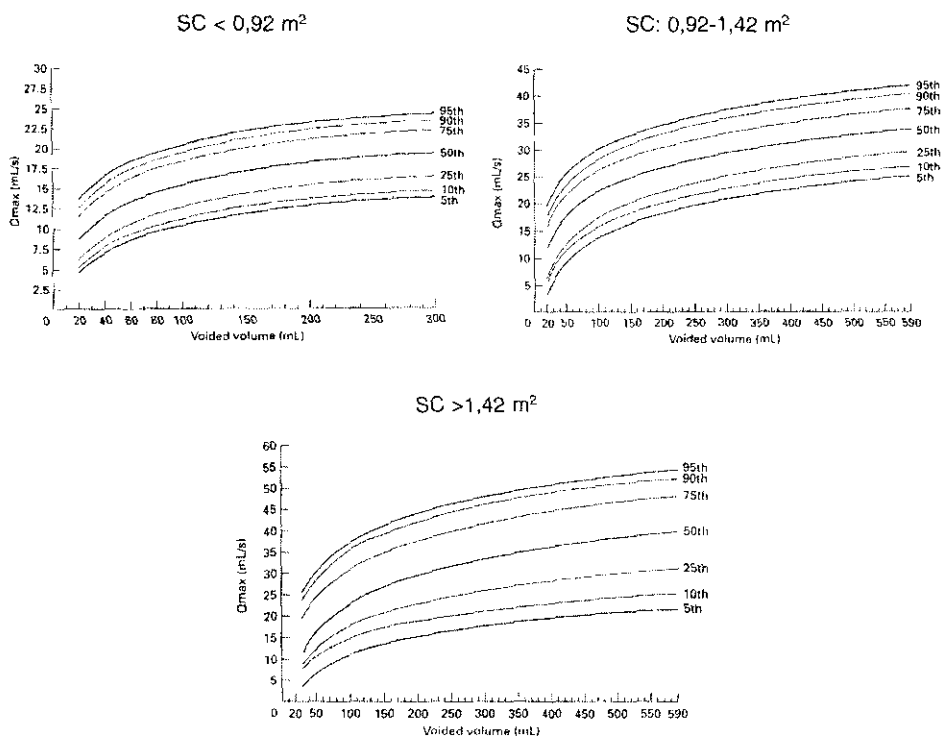 SC < 0,92 m²
30
27.5
25
22.5
20
17.5
15
12.5
10
7.5
5
2.5
Qmax (mL/s)
95th
90th
75th
50th
25th
10th
5th
0 20 40 60 80 100 200 250 300
Voided volume (mL)
SC: 0,92-1,42 m²
45
40
35
30
25
20
15
10
5
Qmax (mL/s)
95th
90th
75th
50th
25th
10th
5th
0 20 50 100 150 200 250 300 350 400 450 500 550 590
Voided volume (mL)
SC >1,42 m²
60
55
50
45
40
35
30
25
20
15
10
5
Qmax (mL/s)
95th
90th
75th
50th
25th
10th
5th
0 20 50 100 150 200 250 300 350 400 450 500 550 590
Voided volume (mL)